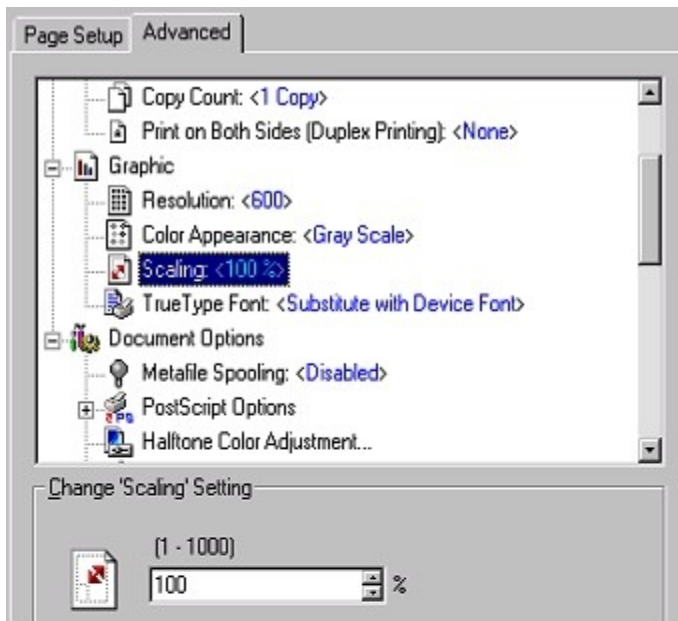 Page Setup Advanced
Copy Count: <1 Copy>
Print on Both Sides (Duplex Printing): <None>
Graphic
Resolution: <600>
Color Appearance: <Gray Scale>
Scaling: <100 %>
TrueType Font: <Substitute with Device Font>
Document Options
Metafile Spooling: <Disabled>
PostScript Options
Halftone Color Adjustment...
Change 'Scaling' Setting
(1 - 1000)
100 %